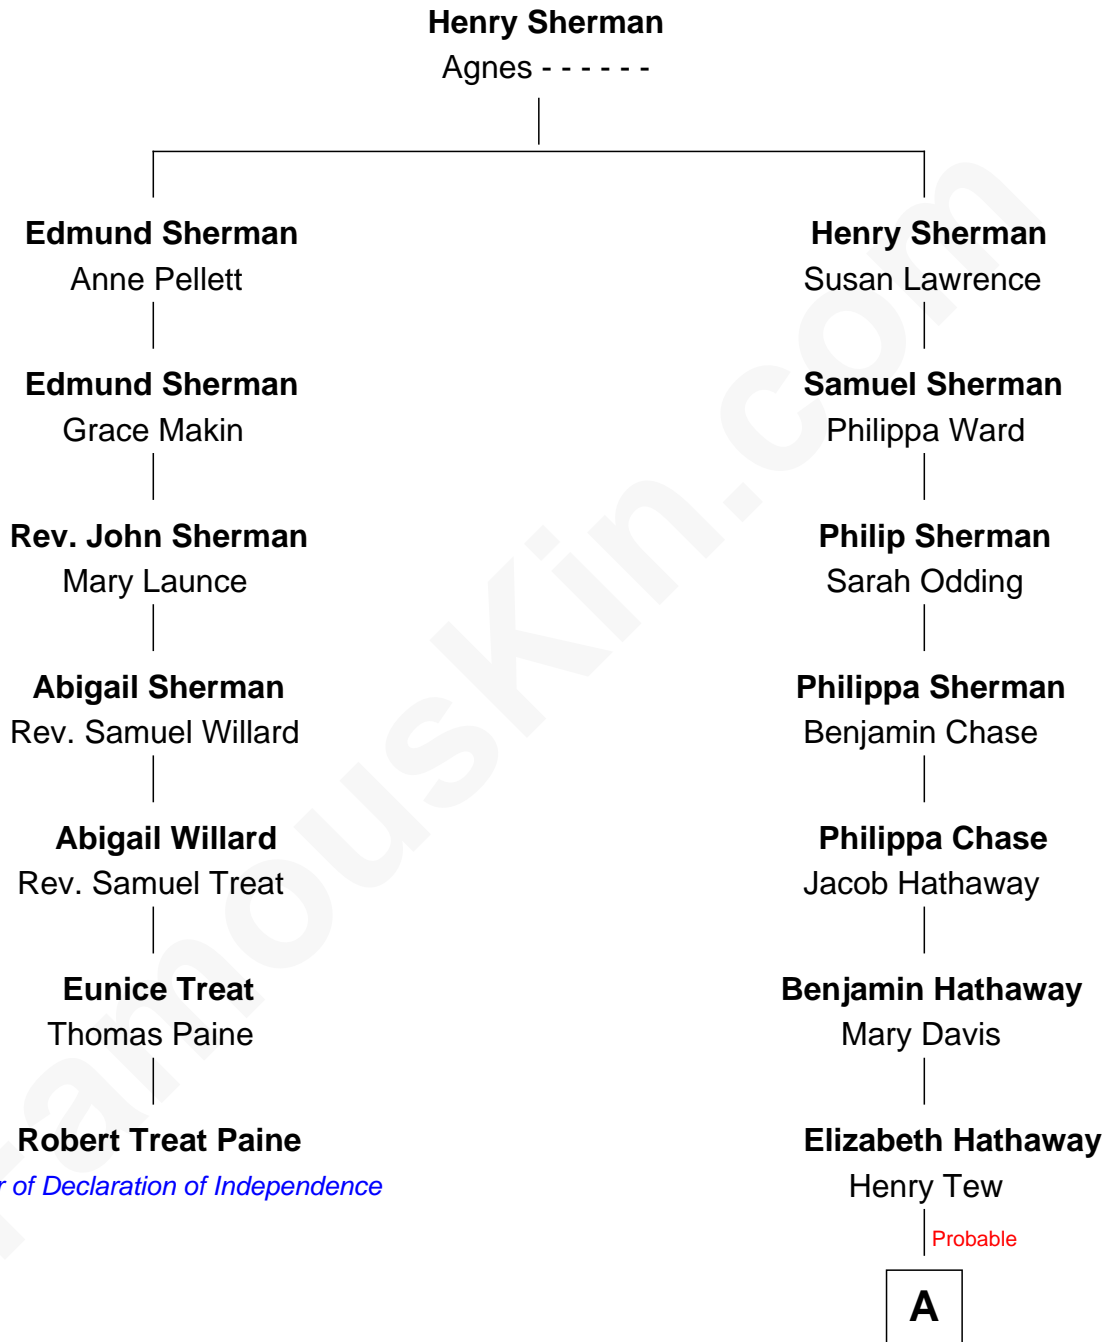 Henry Sherman
Agnes - - - - - -
Edmund Sherman
Anne Pellett
Edmund Sherman
Grace Makin
Rev. John Sherman
Mary Launce
Abigail Sherman
Rev. Samuel Willard
Abigail Willard
Rev. Samuel Treat
Eunice Treat
Thomas Paine
Robert Treat Paine
of Declaration of Independence
Henry Sherman
Susan Lawrence
Samuel Sherman
Philippa Ward
Philip Sherman
Sarah Odding
Philippa Sherman
Benjamin Chase
Philippa Chase
Jacob Hathaway
Benjamin Hathaway
Mary Davis
Elizabeth Hathaway
Henry Tew
Probable
A
FamousKin.com